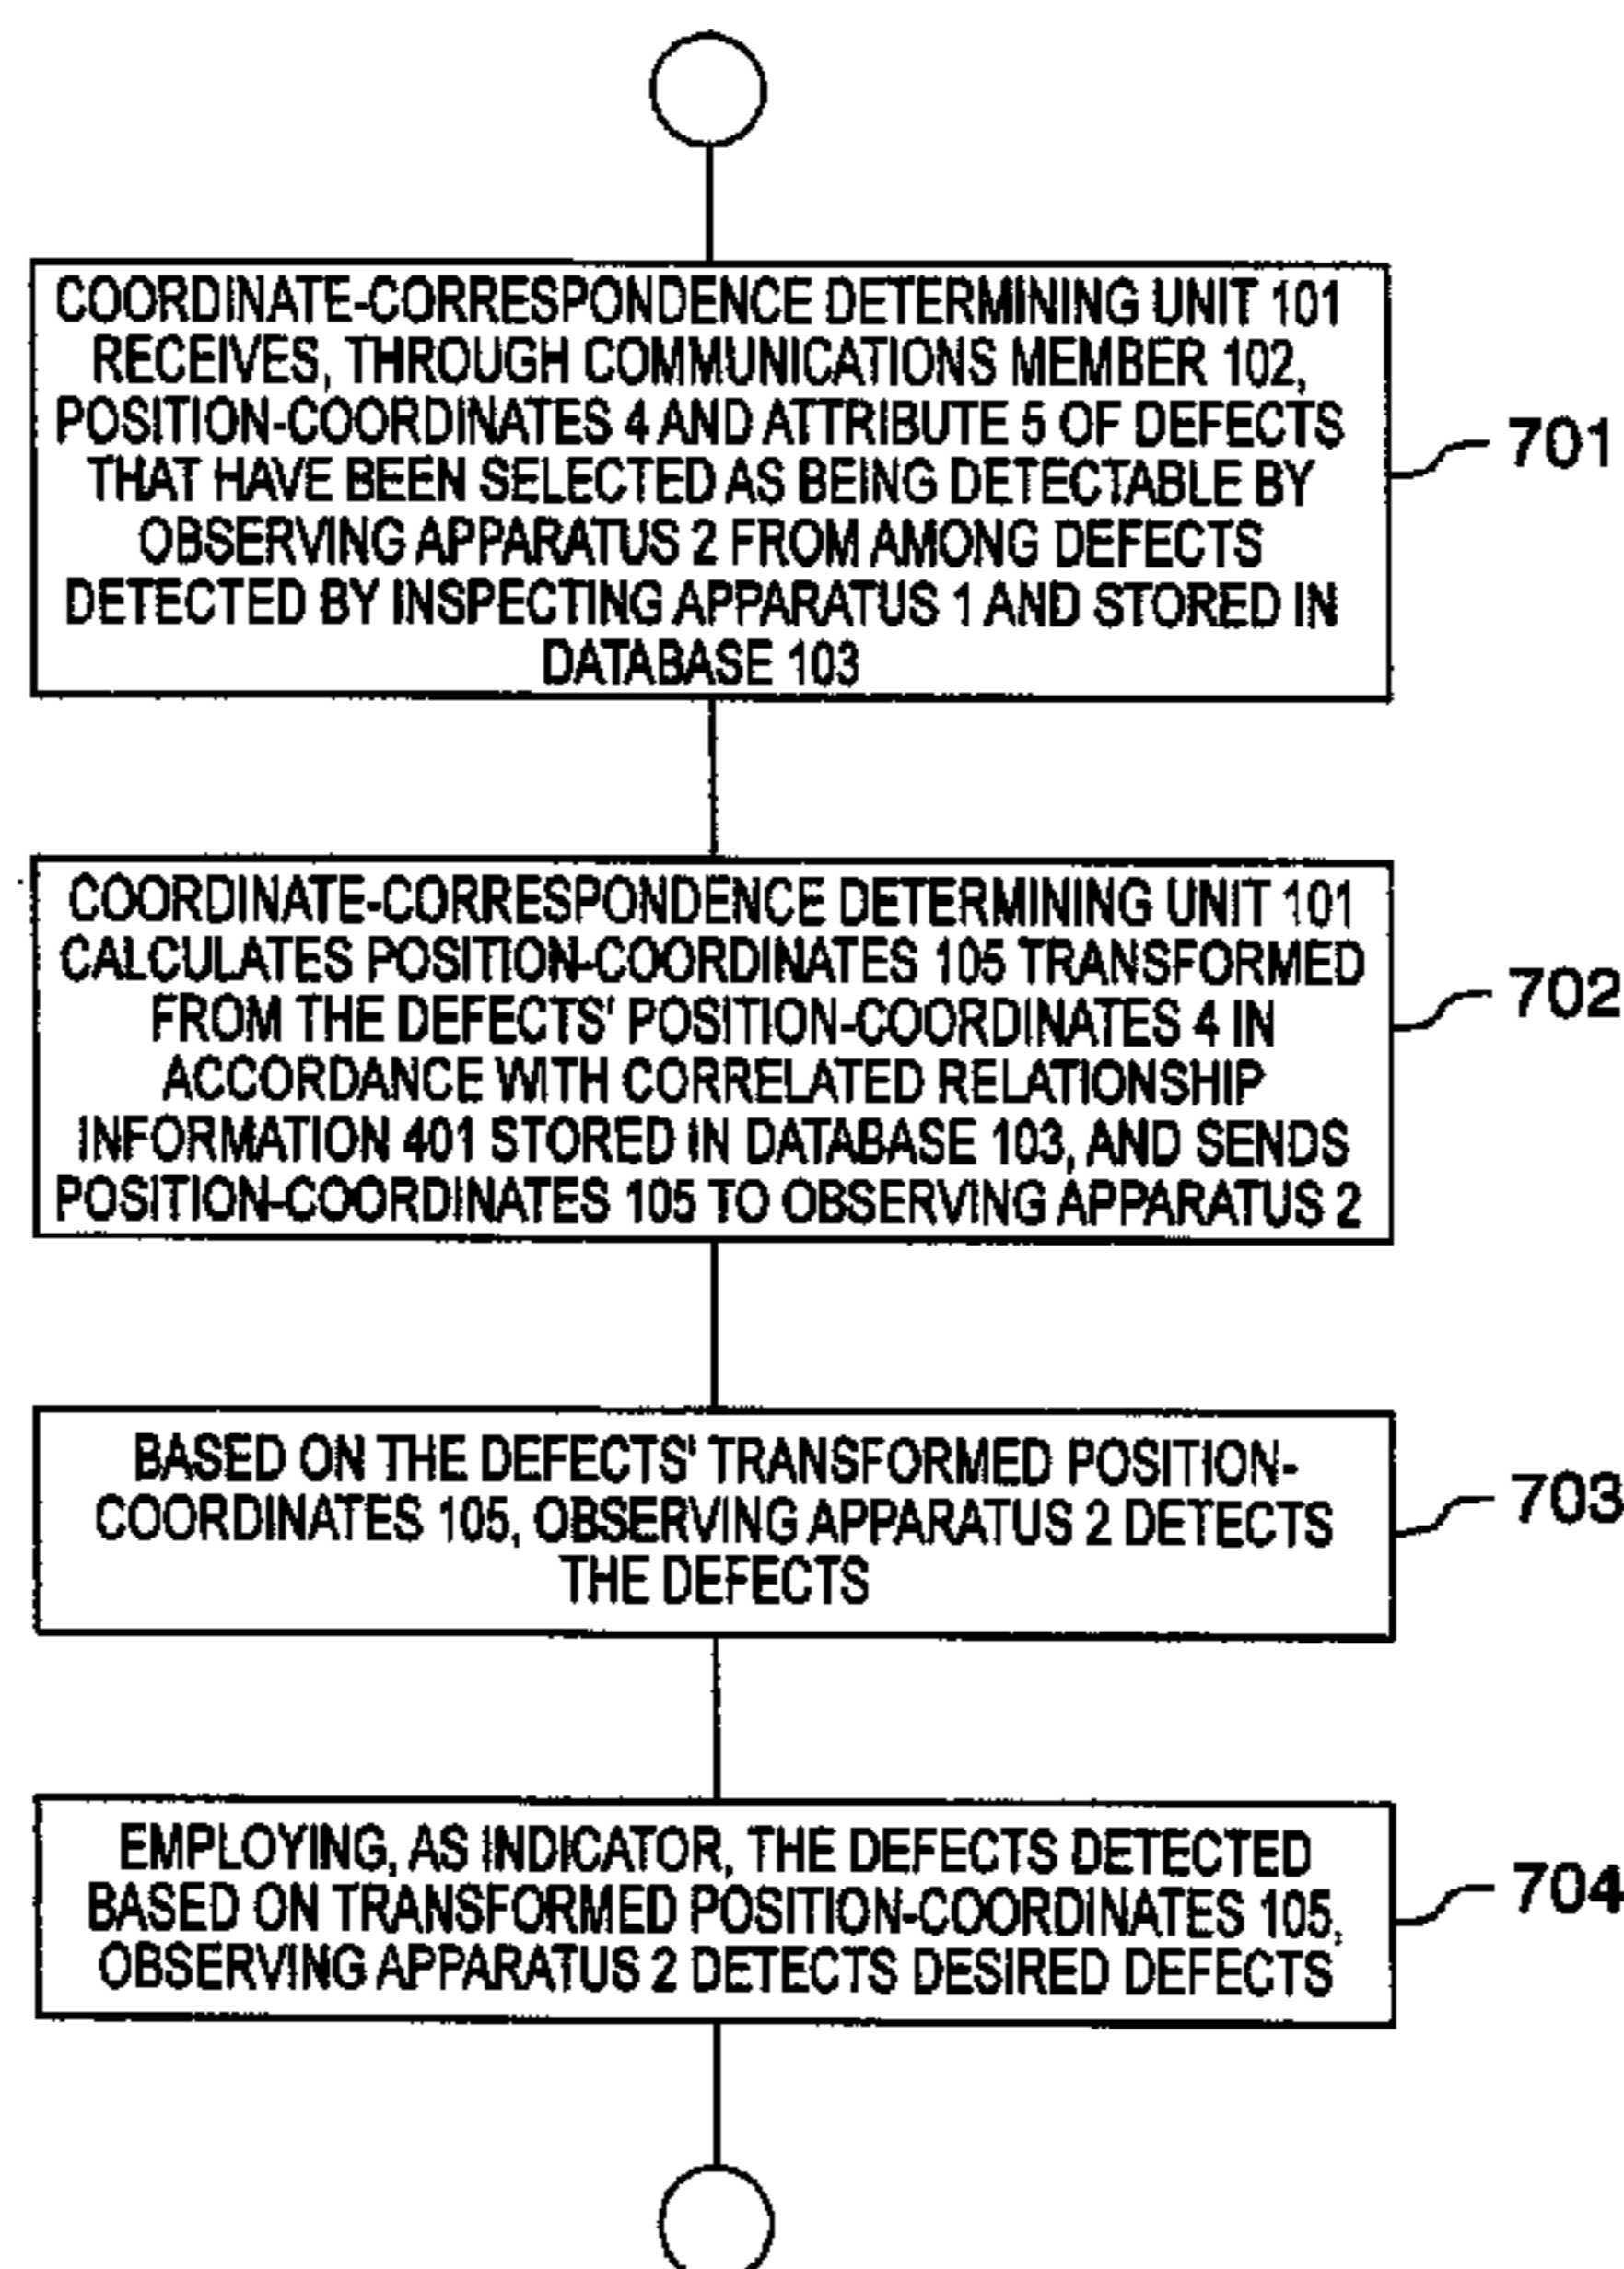 COORDINATE-CORRESPONDENCE DETERMINING UNIT 101
RECEIVES, THROUGH COMMUNICATIONS MEMBER 102,
POSITION-COORDINATES 4 AND ATTRIBUTE 5 OF DEFECTS
THAT HAVE BEEN SELECTED AS BEING DETECTABLE BY
OBSERVING APPARATUS 2 FROM AMONG DEFECTS
DETECTED BY INSPECTING APPARATUS 1 AND STORED IN
DATABASE 103
701
COORDINATE-CORRESPONDENCE DETERMINING UNIT 101
CALCULATES POSITION-COORDINATES 105 TRANSFORMED
FROM THE DEFECTS' POSITION-COORDINATES 4 IN
ACCORDANCE WITH CORRELATED RELATIONSHIP
INFORMATION 401 STORED IN DATABASE 103, AND SENDS
POSITION-COORDINATES 105 TO OBSERVING APPARATUS 2
702
BASED ON THE DEFECTS' TRANSFORMED POSITION-
COORDINATES 105, OBSERVING APPARATUS 2 DETECTS
THE DEFECTS
703
EMPLOYING, AS INDICATOR, THE DEFECTS DETECTED
BASED ON TRANSFORMED POSITION-COORDINATES 105,
OBSERVING APPARATUS 2 DETECTS DESIRED DEFECTS
704